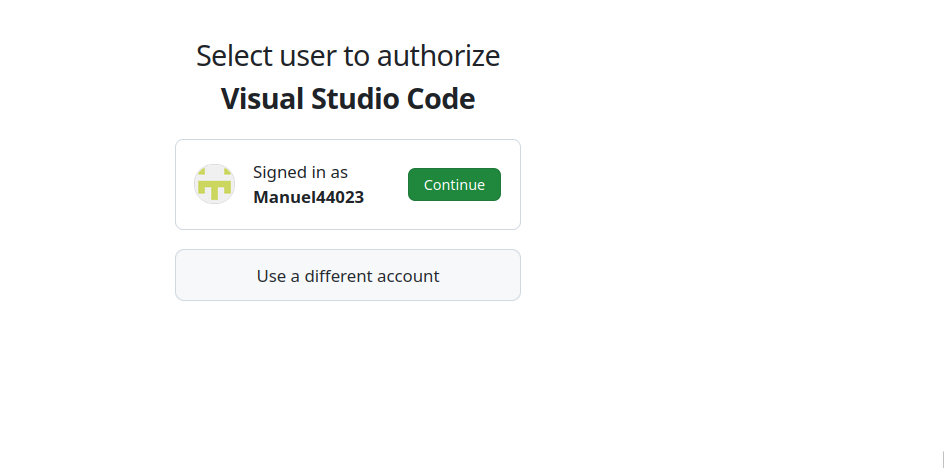 Select user to authorize
Visual Studio Code
Signed in as
Manuel44023
Continue
Use a different account